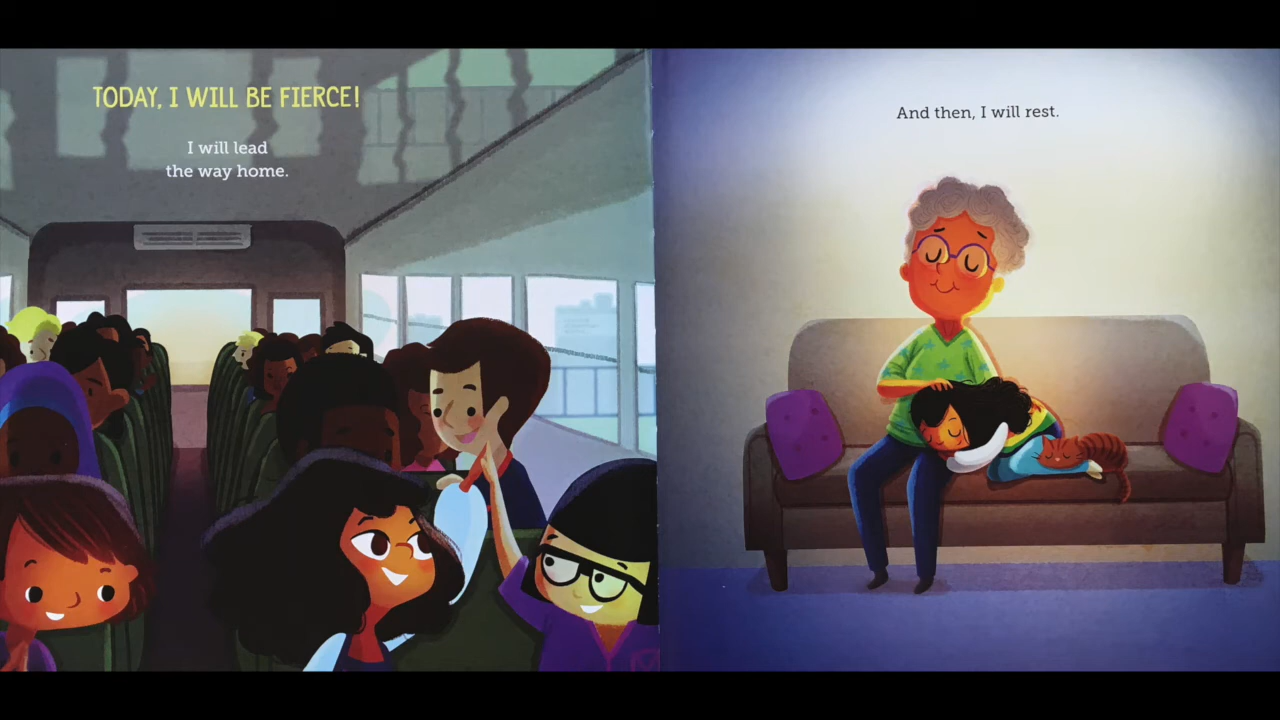 TODAY, I WILL BE FIERCE!
I will lead
the way home.
And then, I will rest.